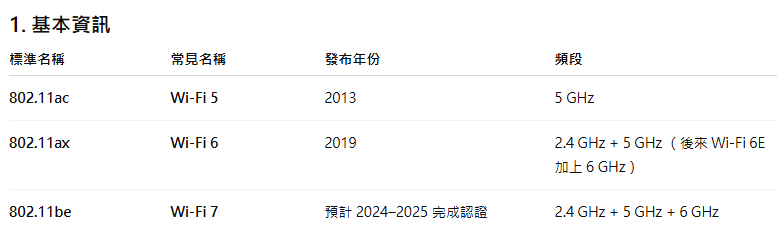 1. 基本資訊
標準名稱 常見名稱 發布年份 頻段
802.11ac Wi-Fi 5 2013 5 GHz
802.11ax Wi-Fi 6 2019 2.4 GHz + 5 GHz（後來 Wi-Fi 6E
加上 6 GHz）
802.11be Wi-Fi 7 預計 2024–2025 完成認證 2.4 GHz + 5 GHz + 6 GHz